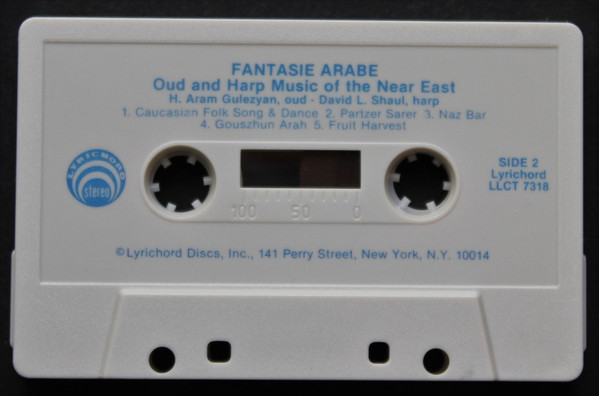 FANTASIE ARABE
Oud and Harp Music of the Near East
H. Aram Gulezyan, oud - David L. Shaul, harp
1. Caucasian Folk Song & Dance 2. Partzer Sarer 3. Naz Bar
4. Gouszhun Arah 5. Fruit Harvest
LYRICHORD
stereo
SIDE 2
Lyrichord
LLCT 7318
100 50 0
©Lyrichord Discs, Inc., 141 Perry Street, New York, N.Y. 10014